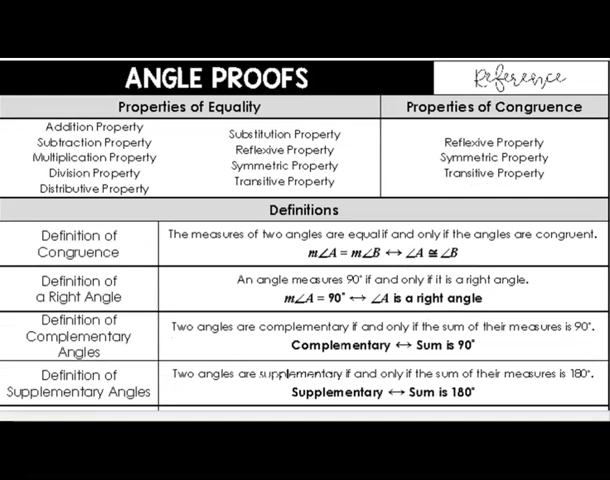 ANGLE PROOFS
Reference
Properties of Equality
Properties of Congruence
Addition Property
Subtraction Property
Multiplication Property
Division Property
Distributive Property
Substitution Property
Reflexive Property
Symmetric Property
Transitive Property
Reflexive Property
Symmetric Property
Transitive Property
Definitions
Definition of
Congruence
The measures of two angles are equal if and only if the angles are congruent.
m∠A = m∠B ↔ ∠A ≅ ∠B
Definition of
a Right Angle
An angle measures 90° if and only if it is a right angle.
m∠A = 90° ↔ ∠A is a right angle
Definition of
Complementary
Angles
Two angles are complementary if and only if the sum of their measures is 90°.
Complementary ↔ Sum is 90°
Definition of
Supplementary Angles
Two angles are supplementary if and only if the sum of their measures is 180°.
Supplementary ↔ Sum is 180°